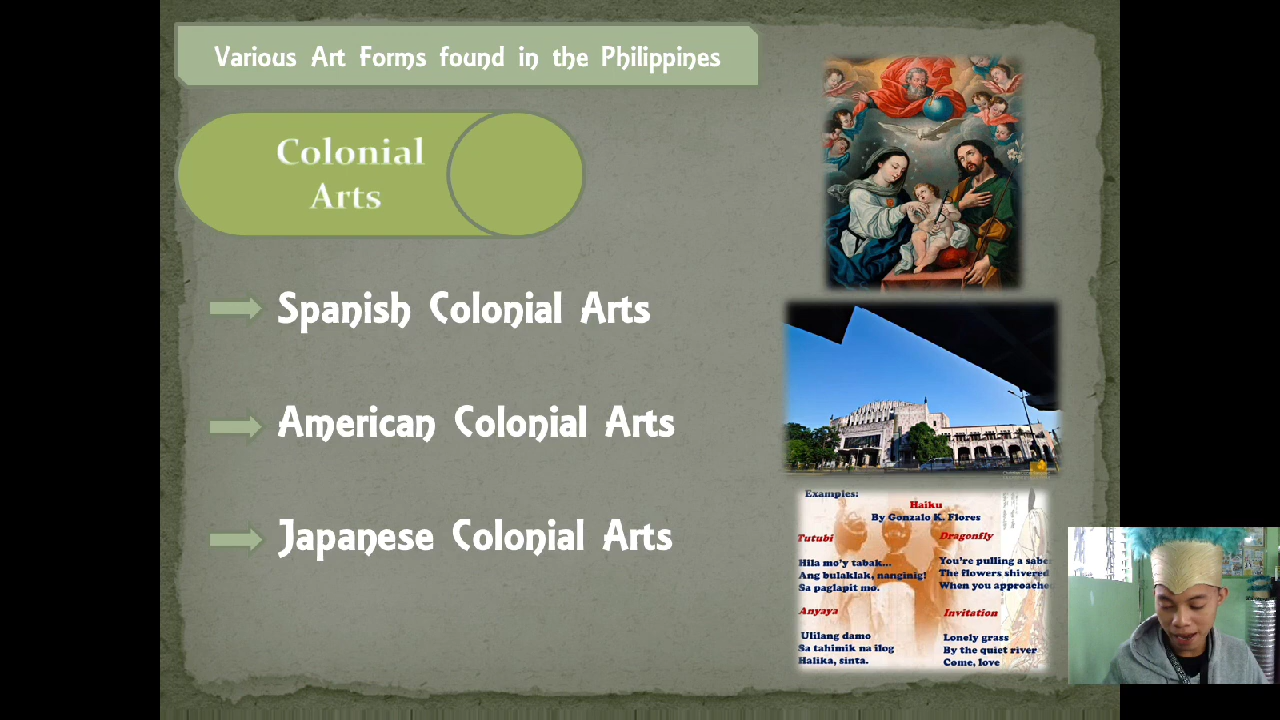 Various Art Forms found in the Philippines
Colonial
Arts
Spanish Colonial Arts
American Colonial Arts
Japanese Colonial Arts
Examples:
Haiku
By Gonzalo K. Flores
Tutubi
Hila mo'y tabak...
Ang bulaklak, nanginig!
Sa paglapit mo.
Dragonfly
You're pulling a sabe
The flowers shivered
When you approache
Anyaya
Ulilang damo
Sa tahimik na ilog
Halika, sinta.
Invitation
Lonely grass
By the quiet river
Come, love